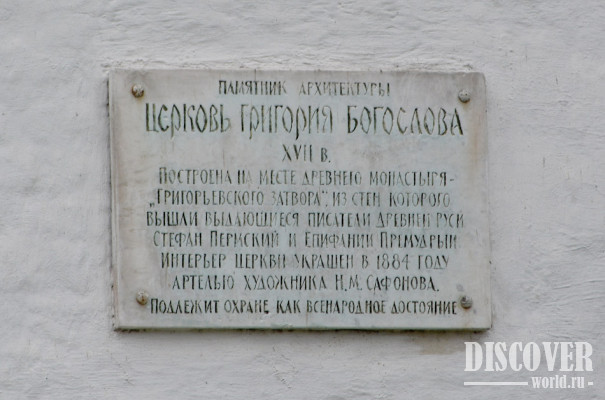 ПАМЯТНИК АРХИТЕКТУРЫ
ЦЕРКОВЬ ГРИГОРИЯ БОГОСЛОВА
XVII В.
ПОСТРОЕНА НА МЕСТЕ ДРЕВНЕГО МОНАСТЫРЯ-
„ГРИГОРЬЕВСКОГО ЗАТВОРА", ИЗ СТЕН КОТОРОГО
ВЫШЛИ ВЫДАЮЩИЕСЯ ПИСАТЕЛИ ДРЕВНЕЙ РУСИ
СТЕФАН ПЕРМСКИЙ И ЕПИФАНИЙ ПРЕМУДРЫЙ
ИНТЕРЬЕР ЦЕРКВИ УКРАШЕН В 1884 ГОДУ
АРТЕЛЬЮ ХУДОЖНИКА Н.М. САФОНОВА.
ПОДЛЕЖИТ ОХРАНЕ, КАК ВСЕНАРОДНОЕ ДОСТОЯНИЕ
DISCOVER
world.ru